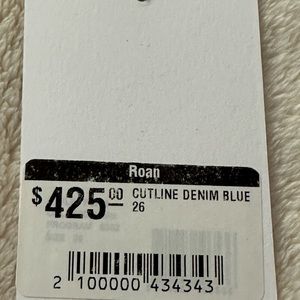 Roan
$425.00 CUTLINE DENIM BLUE
26
2 100000 434343